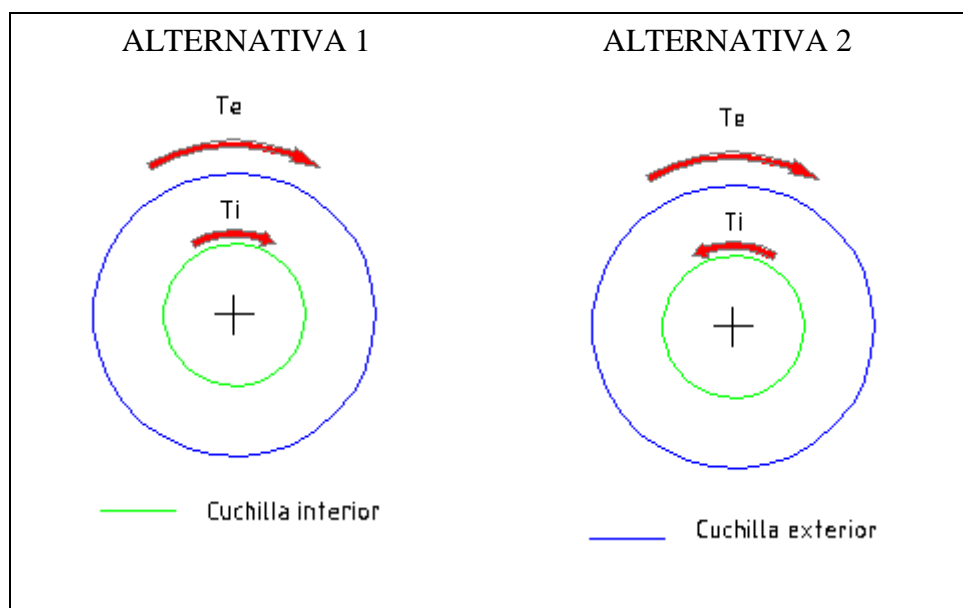 ALTERNATIVA 1
ALTERNATIVA 2
Te
Ti
Te
Ti
Cuchilla interior
Cuchilla exterior